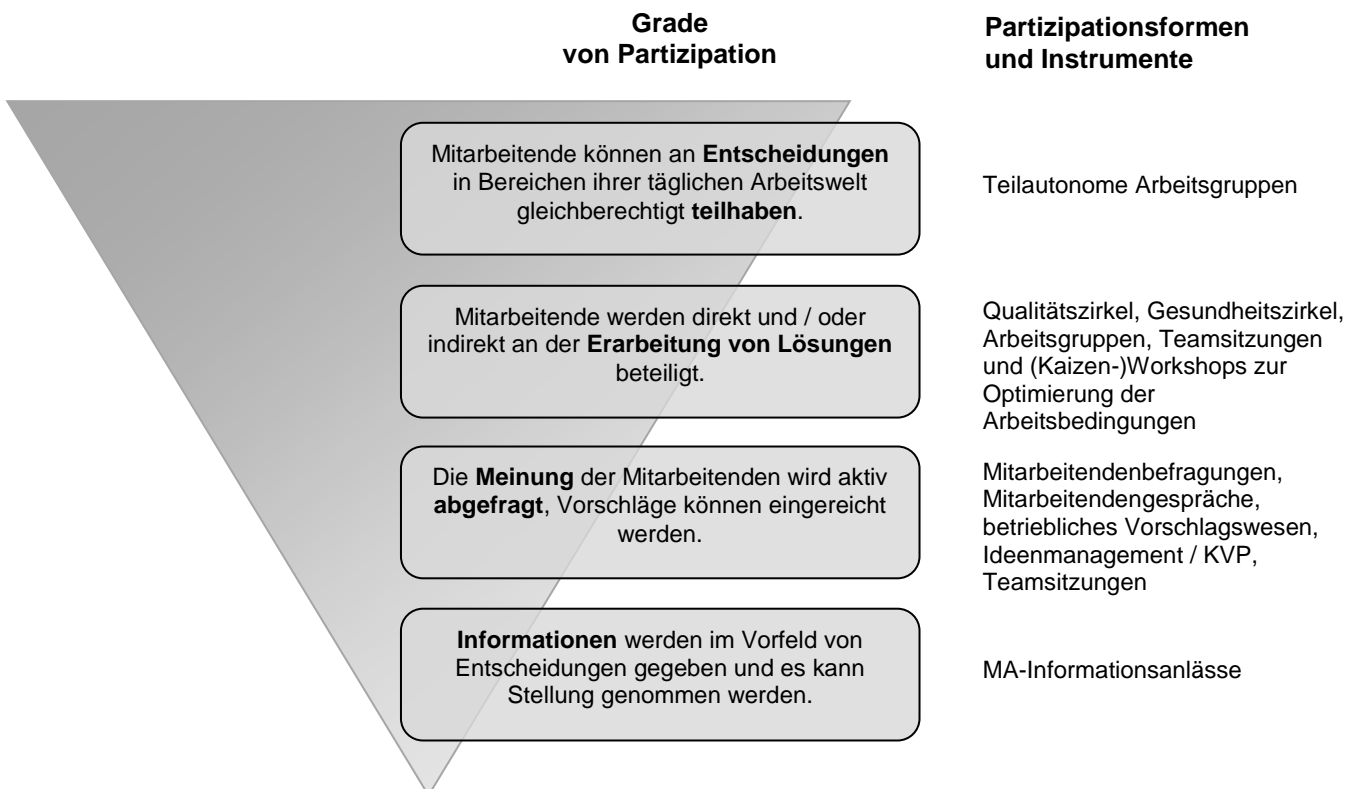 Grade
von Partizipation
Partizipationsformen
und Instrumente
Mitarbeitende können an Entscheidungen
in Bereichen ihrer täglichen Arbeitswelt
gleichberechtigt teilhaben.
Teilautonome Arbeitsgruppen
Mitarbeitende werden direkt und / oder
indirekt an der Erarbeitung von Lösungen
beteiligt.
Qualitätszirkel, Gesundheitszirkel,
Arbeitsgruppen, Teamsitzungen
und (Kaizen-)Workshops zur
Optimierung der
Arbeitsbedingungen
Die Meinung der Mitarbeitenden wird aktiv
abgefragt, Vorschläge können eingereicht
werden.
Mitarbeitendenbefragungen,
Mitarbeitendengespräche,
betriebliches Vorschlagswesen,
Ideenmanagement / KVP,
Teamsitzungen
Informationen werden im Vorfeld von
Entscheidungen gegeben und es kann
Stellung genommen werden.
MA-Informationsanlässe